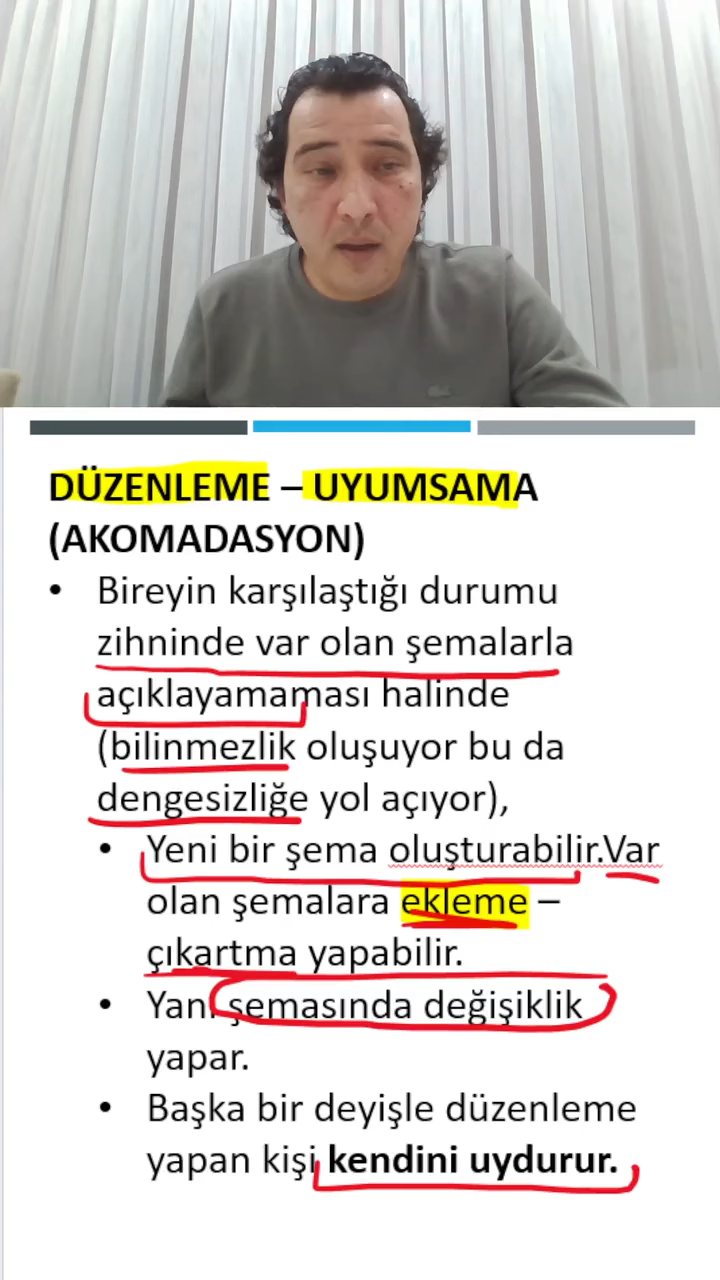 DÜZENLEME – UYUMSAMA
(AKOMADASYON)
• Bireyin karşılaştığı durumu
zihninde var olan şemalarla
açıklayamaması halinde
(bilinmezlik oluşuyor bu da
dengesizliğe yol açıyor),
• Yeni bir şema oluşturabilir.Var
olan şemalara ekleme –
çıkartma yapabilir.
• Yani şemasında değişiklik
yapar.
• Başka bir deyişle düzenleme
yapan kişi kendini uydurur.